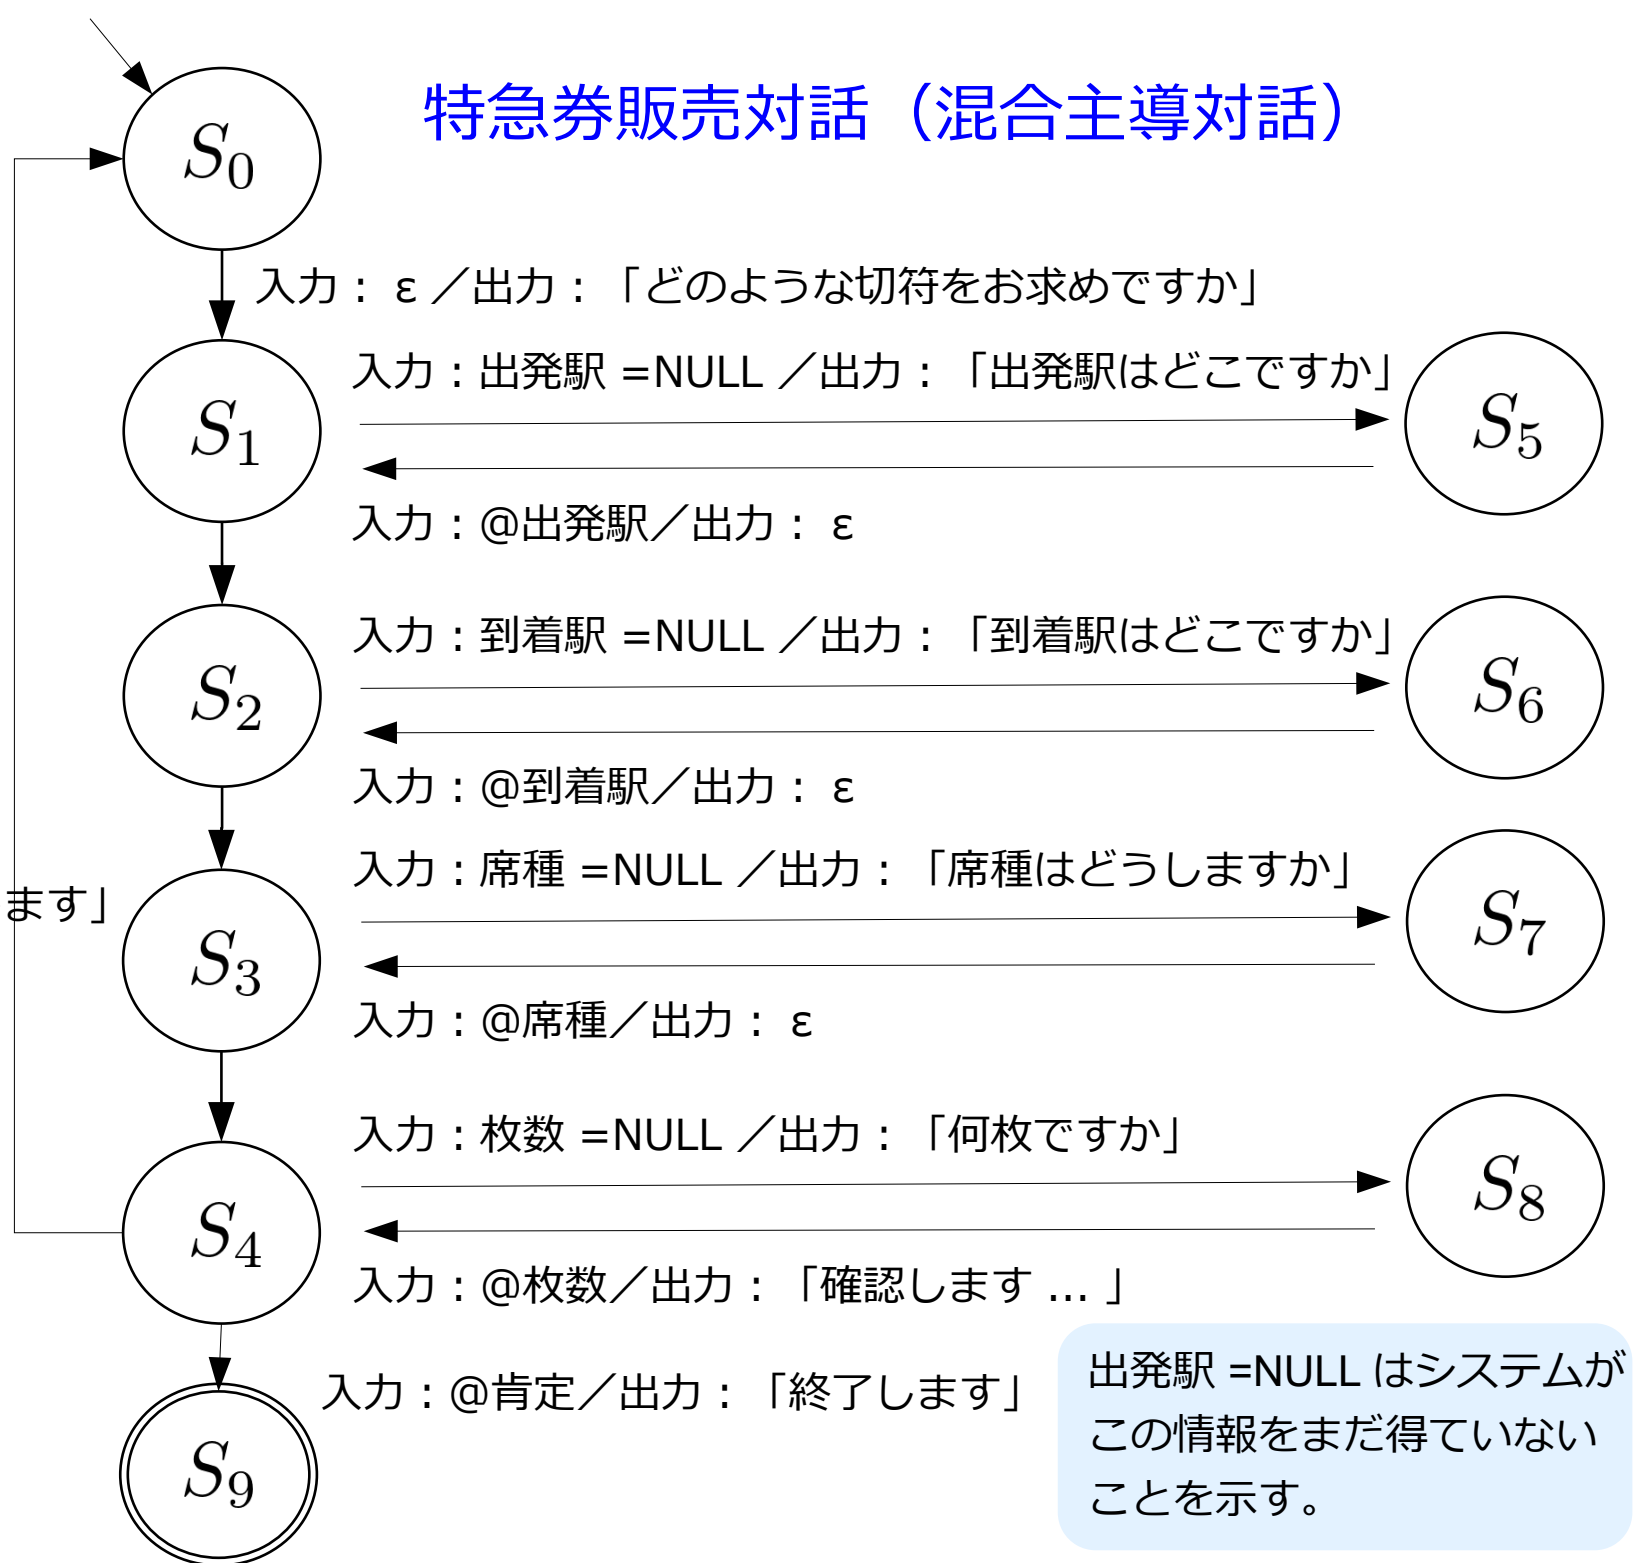 特急券販売対話（混合主導対話）
S0
入力： ε ／出力：「どのような切符をお求めですか」
入力：出発駅 =NULL ／出力：「出発駅はどこですか」
S1
S5
入力：@出発駅／出力： ε
入力：到着駅 =NULL ／出力：「到着駅はどこですか」
S2
S6
入力：@到着駅／出力： ε
入力：席種 =NULL ／出力：「席種はどうしますか」
ます」
S3
S7
入力：@席種／出力： ε
入力：枚数 =NULL ／出力：「何枚ですか」
S4
S8
入力：@枚数／出力：「確認します ... 」
入力：@肯定／出力：「終了します」
S9
出発駅 =NULL はシステムが
この情報をまだ得ていない
ことを示す。